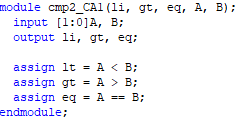 module cmp2_CA1(li, gt, eq, A, B);
input [1:0]A, B;
output li, gt, eq;
assign lt = A < B;
assign gt = A > B;
assign eq = A == B;
endmodule;